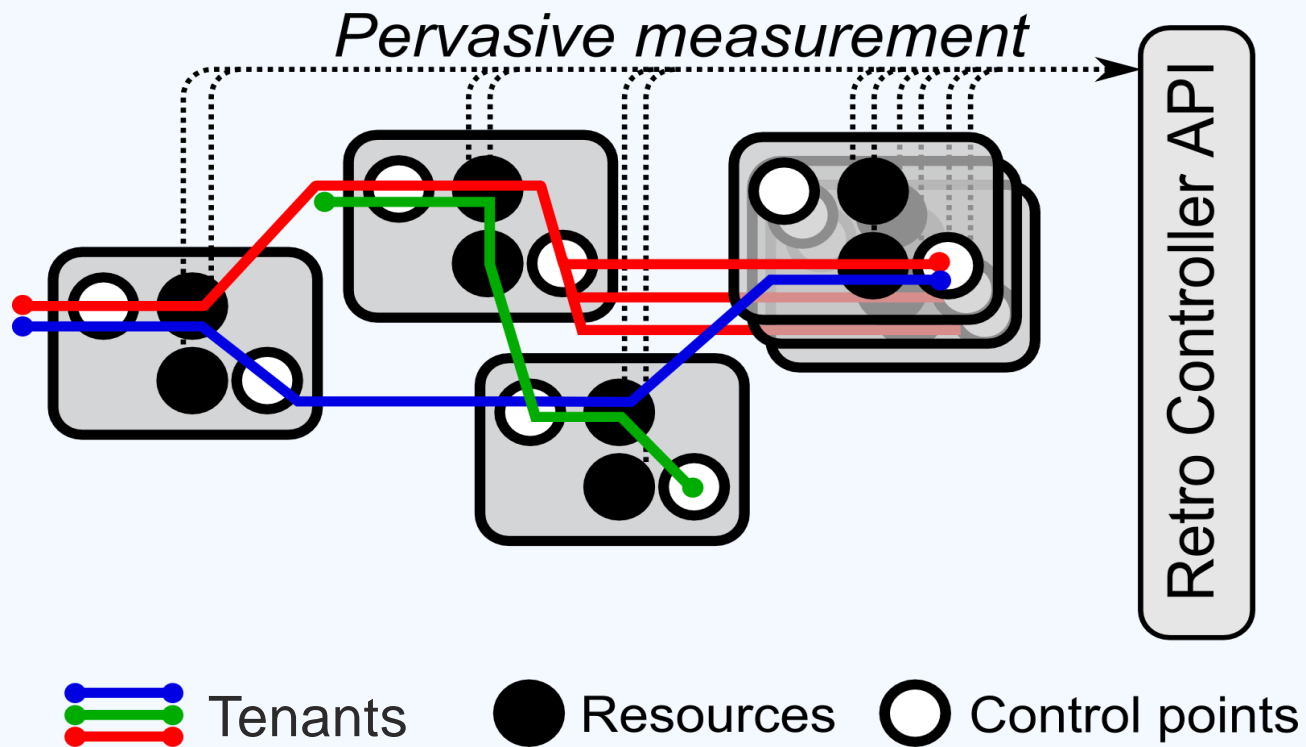 Pervasive measurement
Retro Controller API
Tenants
Resources
Control points